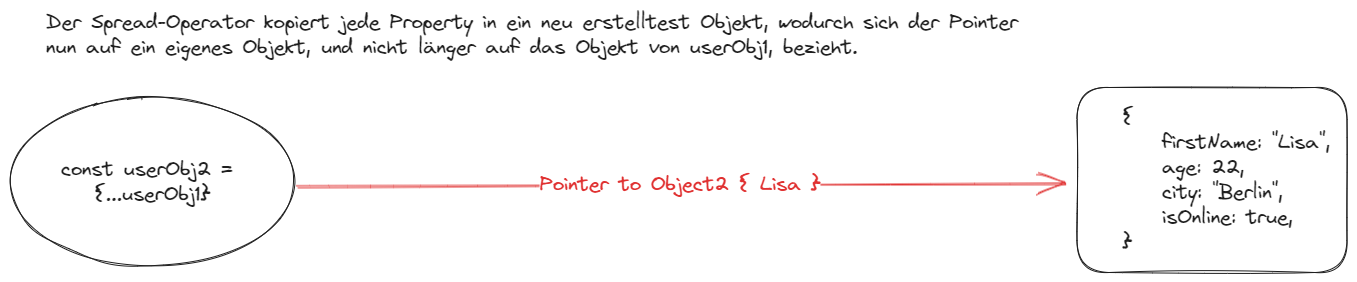 Der Spread-Operator kopiert jede Property in ein neu erstelltest Objekt, wodurch sich der Pointer
nun auf ein eigenes Objekt, und nicht länger auf das Objekt von userObj1, bezieht.
const userObj2 =
{...userObj1}
Pointer to Object2 { Lisa }
{
firstName: "Lisa",
age: 22,
city: "Berlin",
isOnline: true,
}